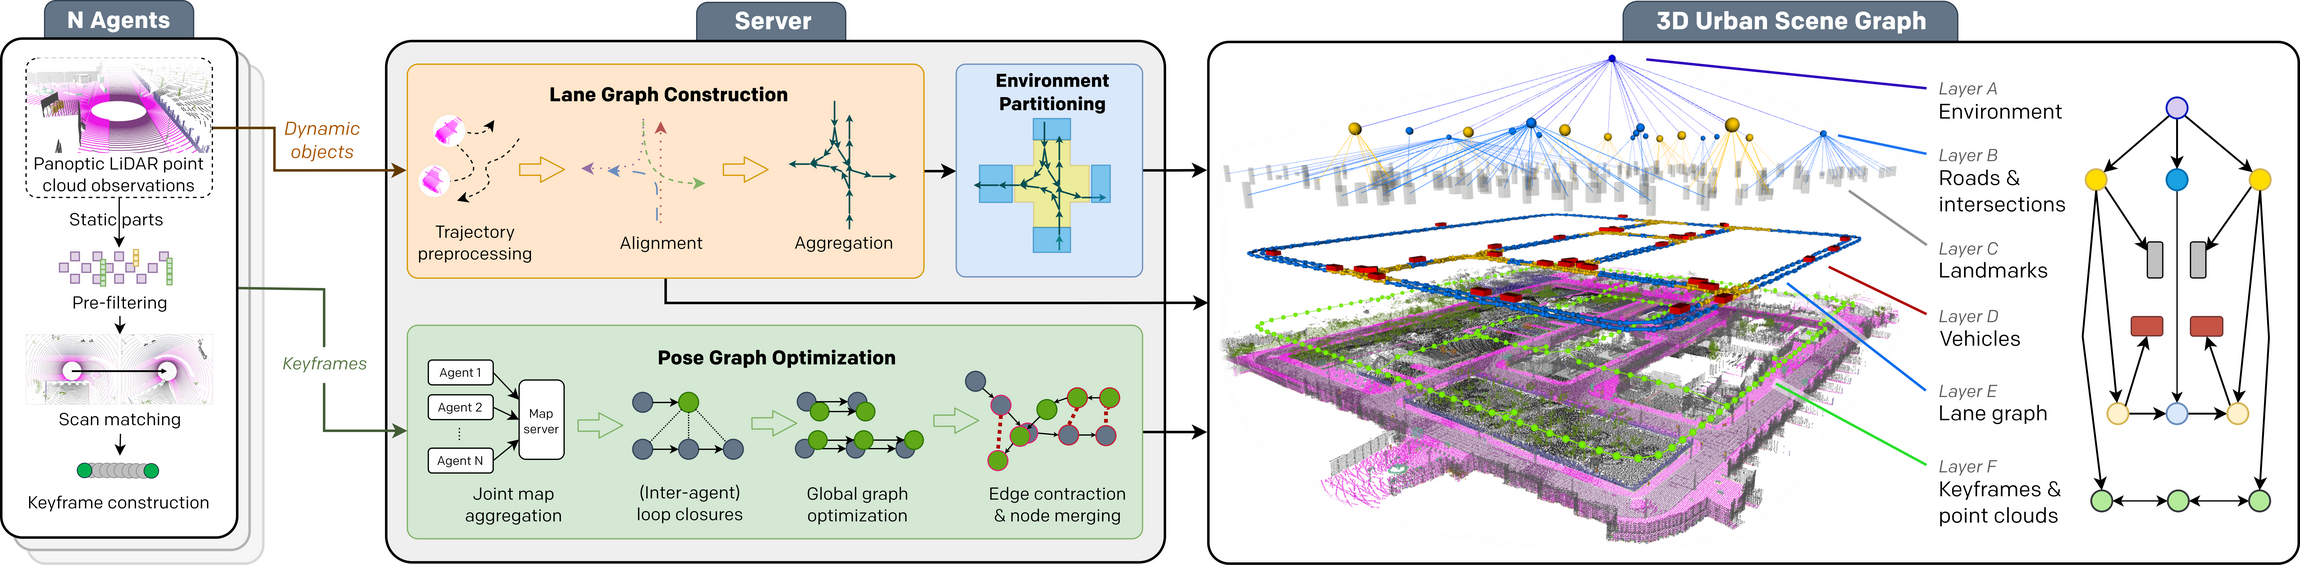 N Agents
Panoptic LiDAR point
cloud observations
Static parts
Pre-filtering
Scan matching
Keyframe construction
Dynamic
objects
Keyframes
Server
Lane Graph Construction
Trajectory
preprocessing
Alignment
Aggregation
Environment
Partitioning
Pose Graph Optimization
Agent 1
Agent 2
Agent N
Map
server
Joint map
aggregation
(Inter-agent)
loop closures
Global graph
optimization
Edge contraction
& node merging
3D Urban Scene Graph
Layer A
Environment
Layer B
Roads &
intersections
Layer C
Landmarks
Layer D
Vehicles
Layer E
Lane graph
Layer F
Keyframes &
point clouds